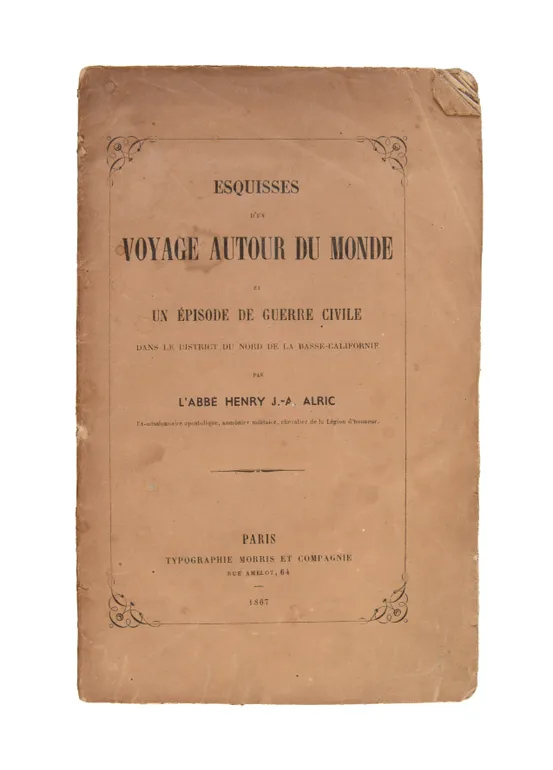 ESQUISSES
D'UN
VOYAGE AUTOUR DU MONDE
ET
UN ÉPISODE DE GUERRE CIVILE
DANS LE DISTRICT DU NORD DE LA BASSE-CALIFORNIE
PAR
L'ABBÉ HENRY J.-A. ALRIC
Ex-missionnaire apostolique, aumônier militaire, chevalier de la Légion d'honneur.
PARIS
TYPOGRAPHIE MORRIS ET COMPAGNIE
RUE AMELOT, 64
1867